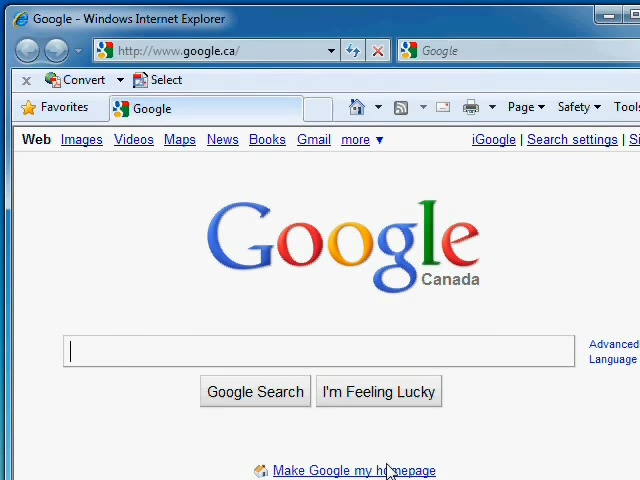 Google - Windows Internet Explorer
http://www.google.ca/
Google
Convert
Select
Favorites
Google
Page
Safety
Tools
Web Images Videos Maps News Books Gmail more ▼
iGoogle | Search settings |
Google
Canada
Advanced
Language
Google Search
I'm Feeling Lucky
Make Google my homepage